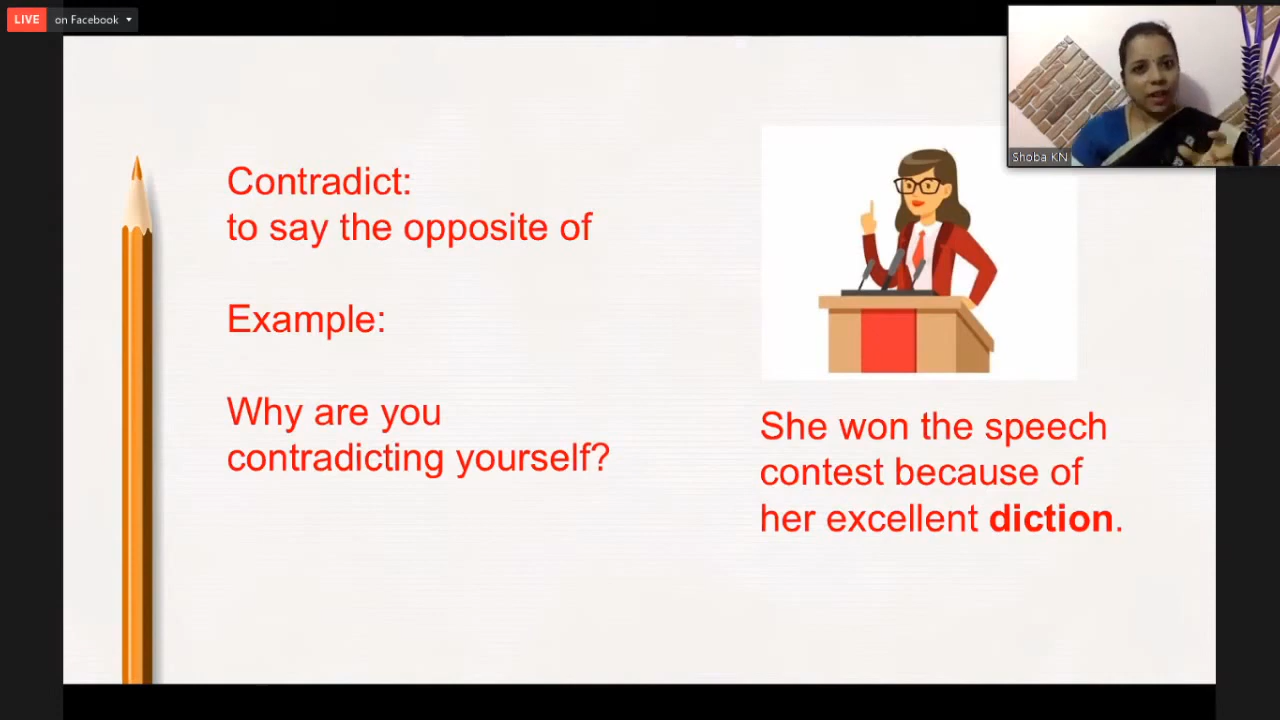 LIVE on Facebook
Shoba KN
Contradict:
to say the opposite of
Example:
Why are you
contradicting yourself?
She won the speech
contest because of
her excellent diction.